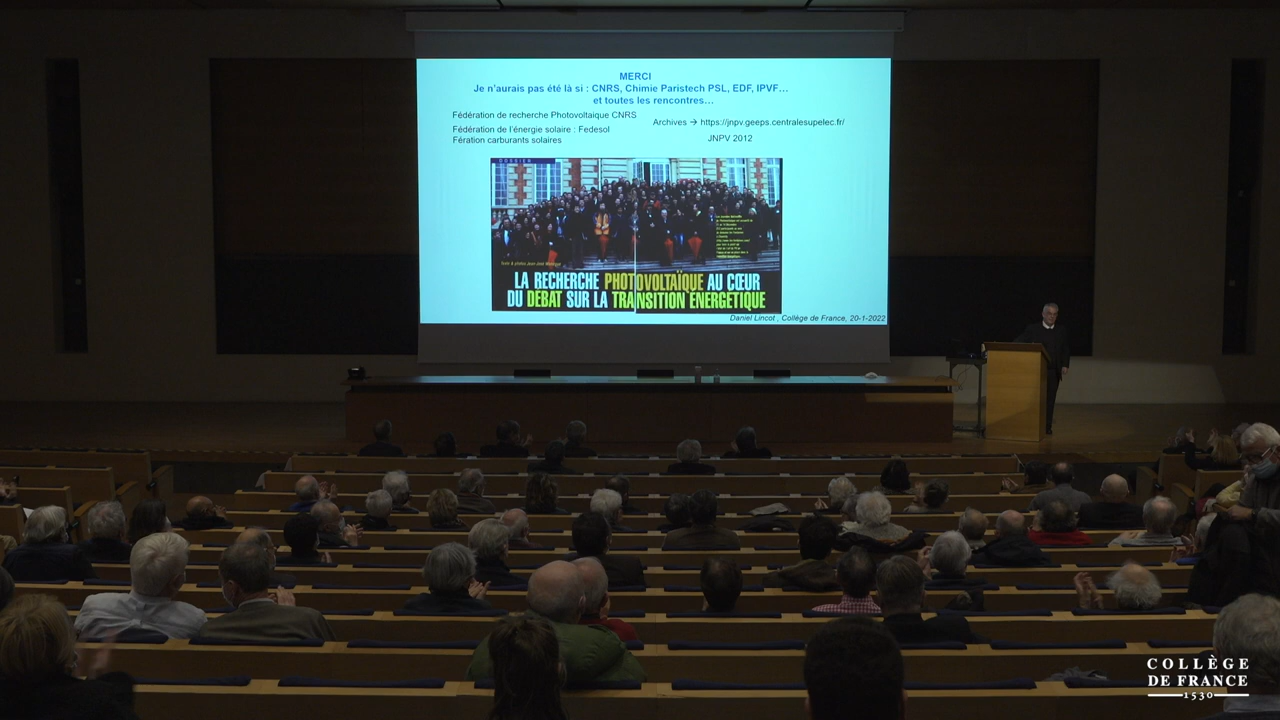 MERCI
Je n'aurais pas été là si : CNRS, Chimie Paristech PSL, EDF, IPVF…
et toutes les rencontres…
Fédération de recherche Photovoltaique CNRS
Fédération de l'énergie solaire : Fedesol
Fération carburants solaires
Archives → https://jnpv.geeps.centralesupelec.fr/
JNPV 2012
DOSSIER
LA RECHERCHE PHOTOVOLTAÏQUE AU CŒUR
DU DEBAT SUR LA TRANSITION ENERGETIQUE
Daniel Lincot , Collège de France, 20-1-2022
COLLÈGE
DE FRANCE
1530